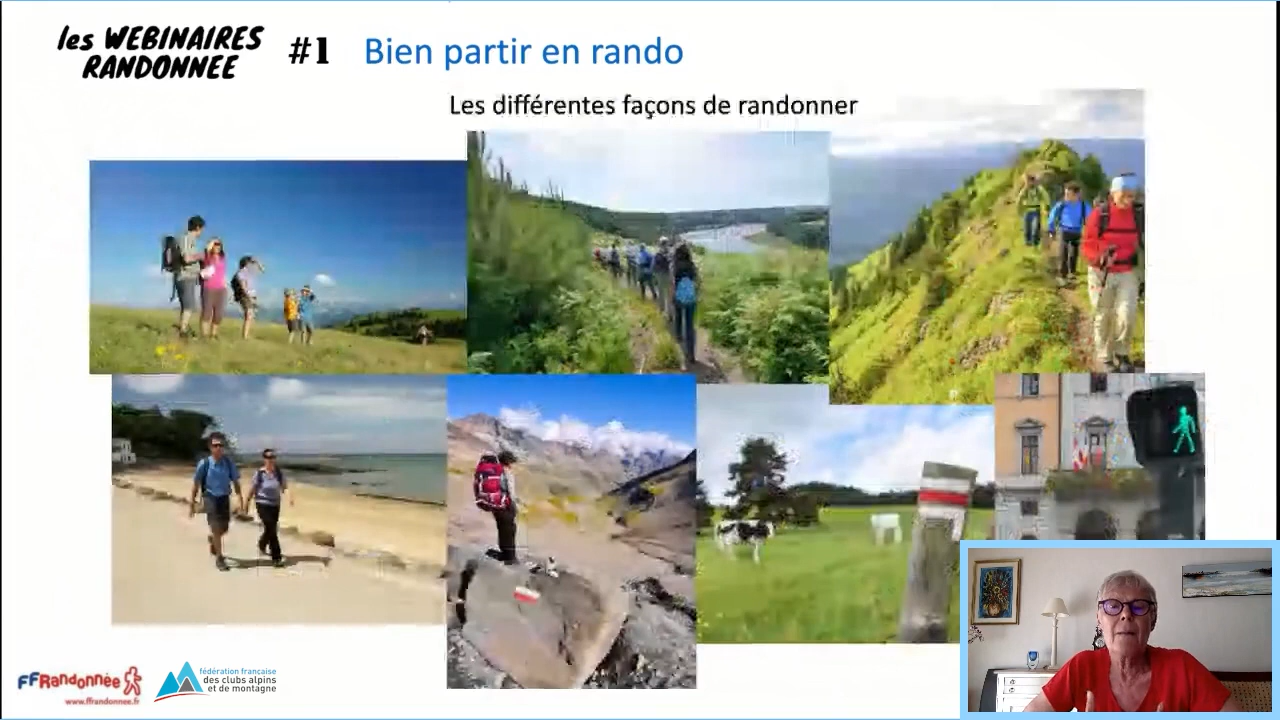 les WEBINAIRES
RANDONNEE
#1
Bien partir en rando
Les différentes façons de randonner
FFRandonnée
www.ffrandonnee.fr
fédération française
des clubs alpins
et de montagne